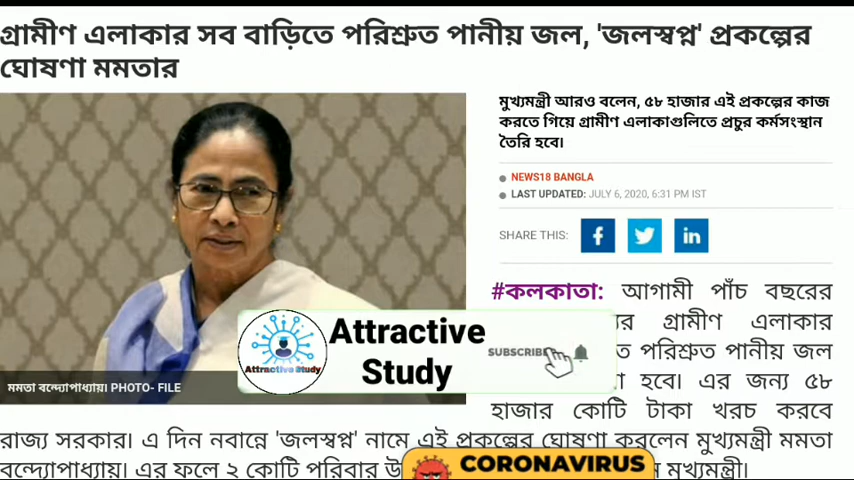 গ্রামীণ এলাকার সব বাড়িতে পরিশ্রুত পানীয় জল, 'জলস্বপ্ন' প্রকল্পের
ঘোষণা মমতার
মুখ্যমন্ত্রী আরও বলেন, ৫৮ হাজার এই প্রকল্পের কাজ
করতে গিয়ে গ্রামীণ এলাকাগুলিতে প্রচুর কর্মসংস্থান
তৈরি হবে৷
NEWS18 BANGLA
LAST UPDATED: JULY 6, 2020, 6:31 PM IST
SHARE THIS:
#কলকাতা: আগামী পাঁচ বছরের
গ্রামীণ এলাকার
পরিশ্রুত পানীয় জল
হবে৷ এর জন্য ৫৮
হাজার কোটি টাকা খরচ করবে
রাজ্য সরকার৷ এ দিন নবান্নে 'জলস্বপ্ন' নামে এই প্রকল্পের ঘোষণা করলেন মুখ্যমন্ত্রী মমতা
বন্দ্যোপাধ্যায়৷ এর ফলে ২ কোটি পরিবার মুখ্যমন্ত্রী৷
মমতা বন্দ্যোপাধ্যায়৷ PHOTO- FILE
Attractive Study
Attractive
Study
SUBSCRIBE
CORONAVIRUS